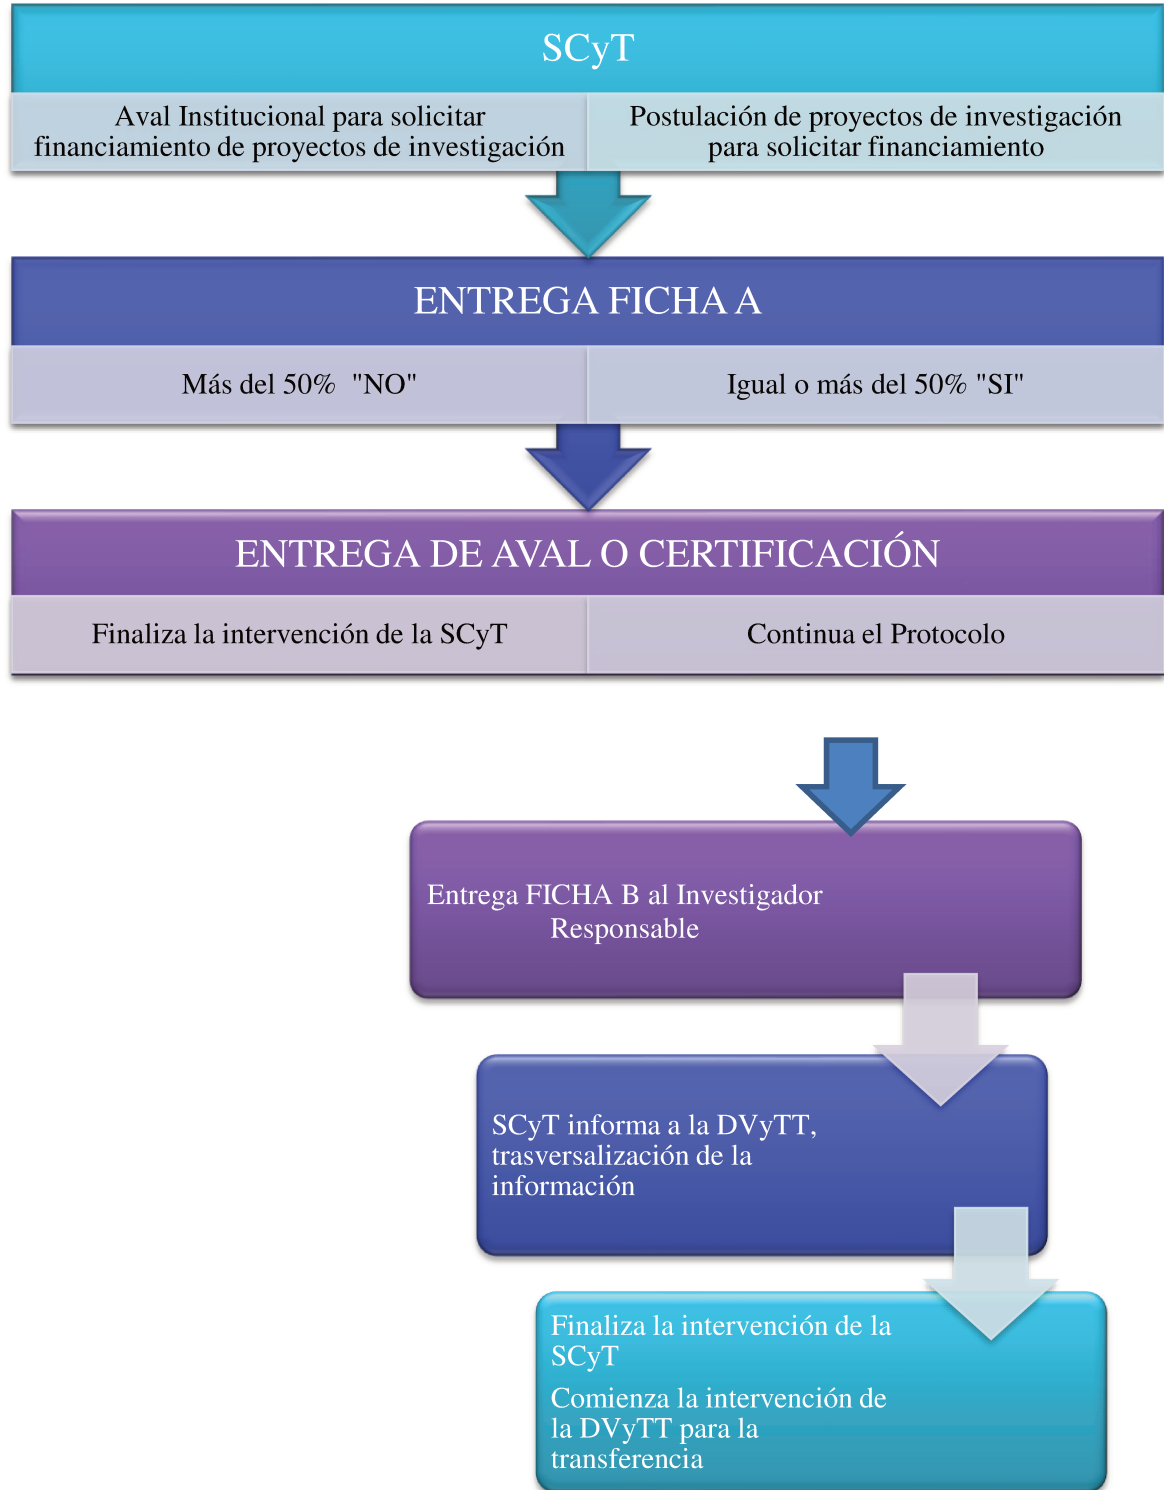 SCyT
Aval Institucional para solicitar
financiamiento de proyectos de investigación
Postulación de proyectos de investigación
para solicitar financiamiento
ENTREGA FICHA A
Más del 50% "NO"
Igual o más del 50% "SI"
ENTREGA DE AVAL O CERTIFICACIÓN
Finaliza la intervención de la SCyT
Continua el Protocolo
Entrega FICHA B al Investigador
Responsable
SCyT informa a la DVyTT,
trasversalización de la
información
Finaliza la intervención de la
SCyT
Comienza la intervención de
la DVyTT para la
transferencia